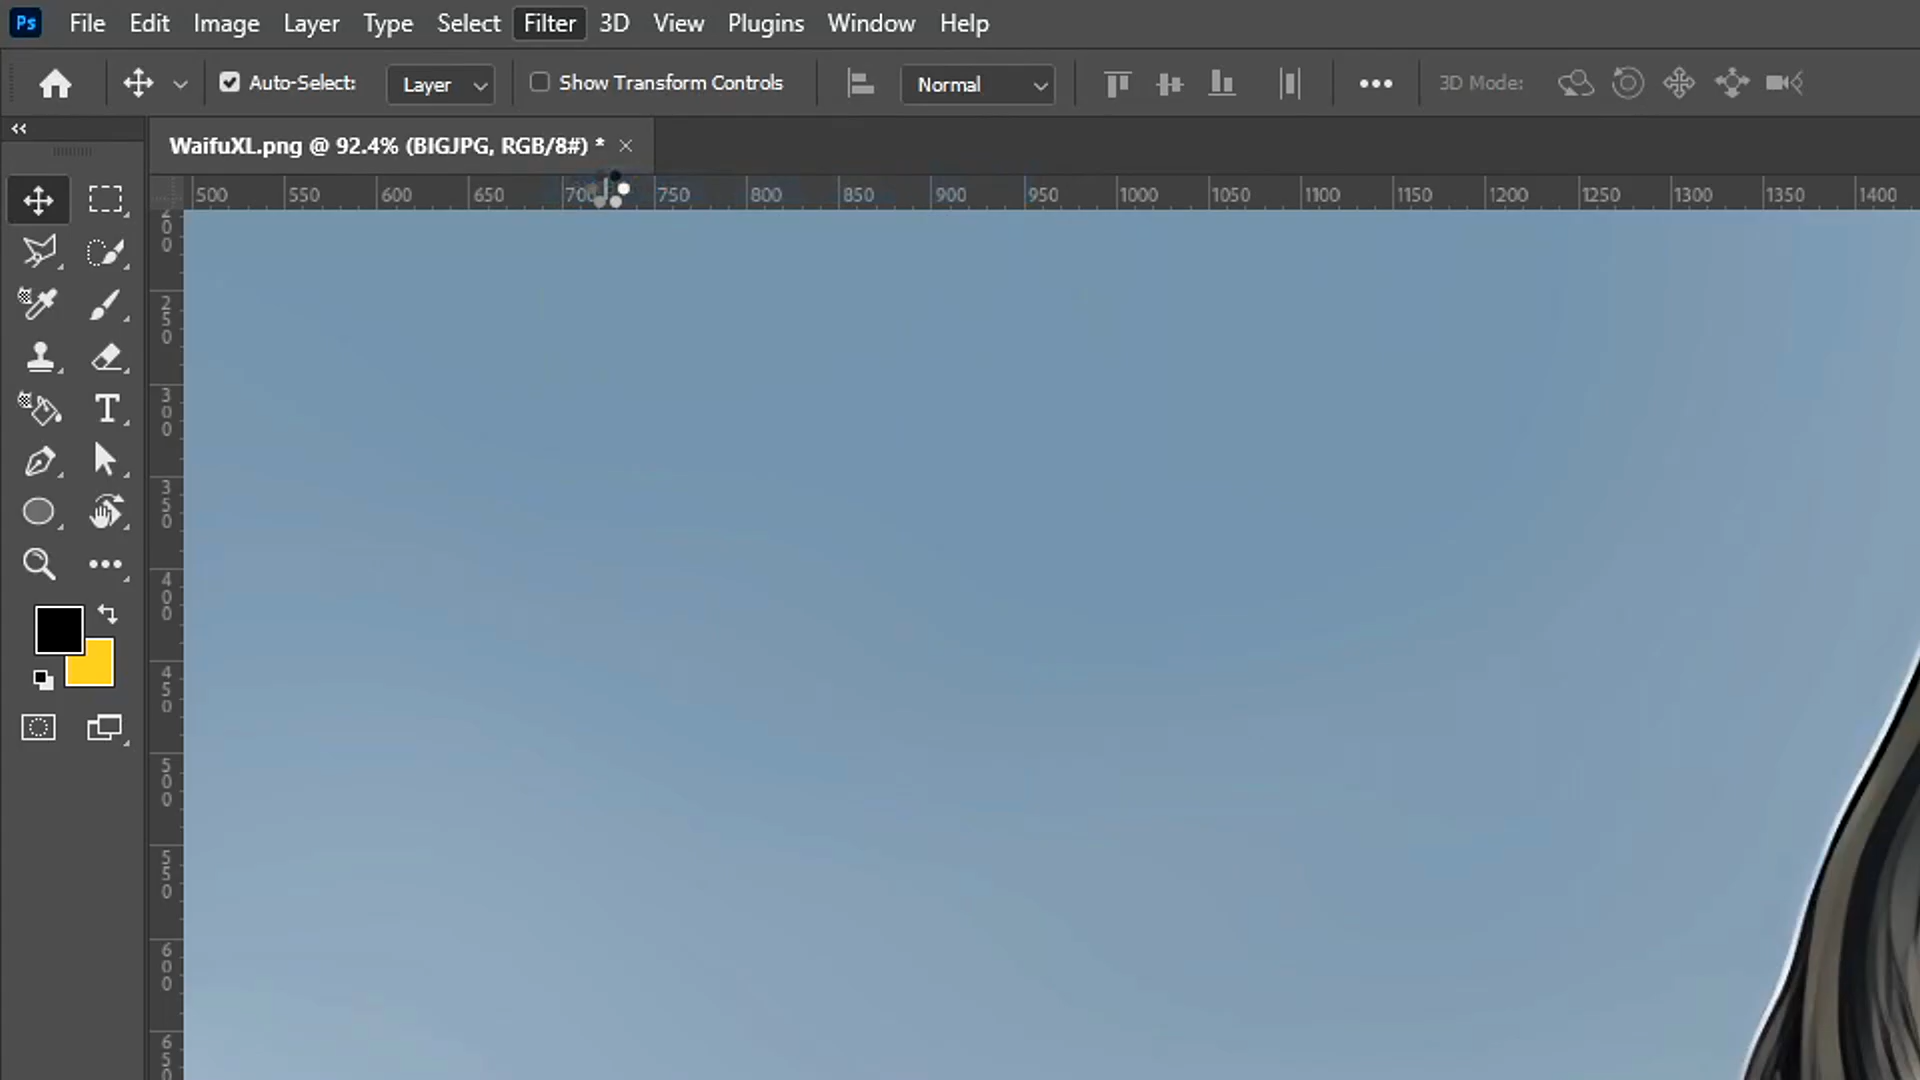 Ps File Edit Image Layer Type Select Filter 3D View Plugins Window Help
Auto-Select: Layer Show Transform Controls Normal 3D Mode:
WaifuXL.png @ 92.4% (BIGJPG, RGB/8#) *
500 550 600 650 700 750 800 850 900 950 1000 1050 1100 1150 1200 1250 1300 1350 1400
200
250
300
350
400
450
500
550
600
650
T